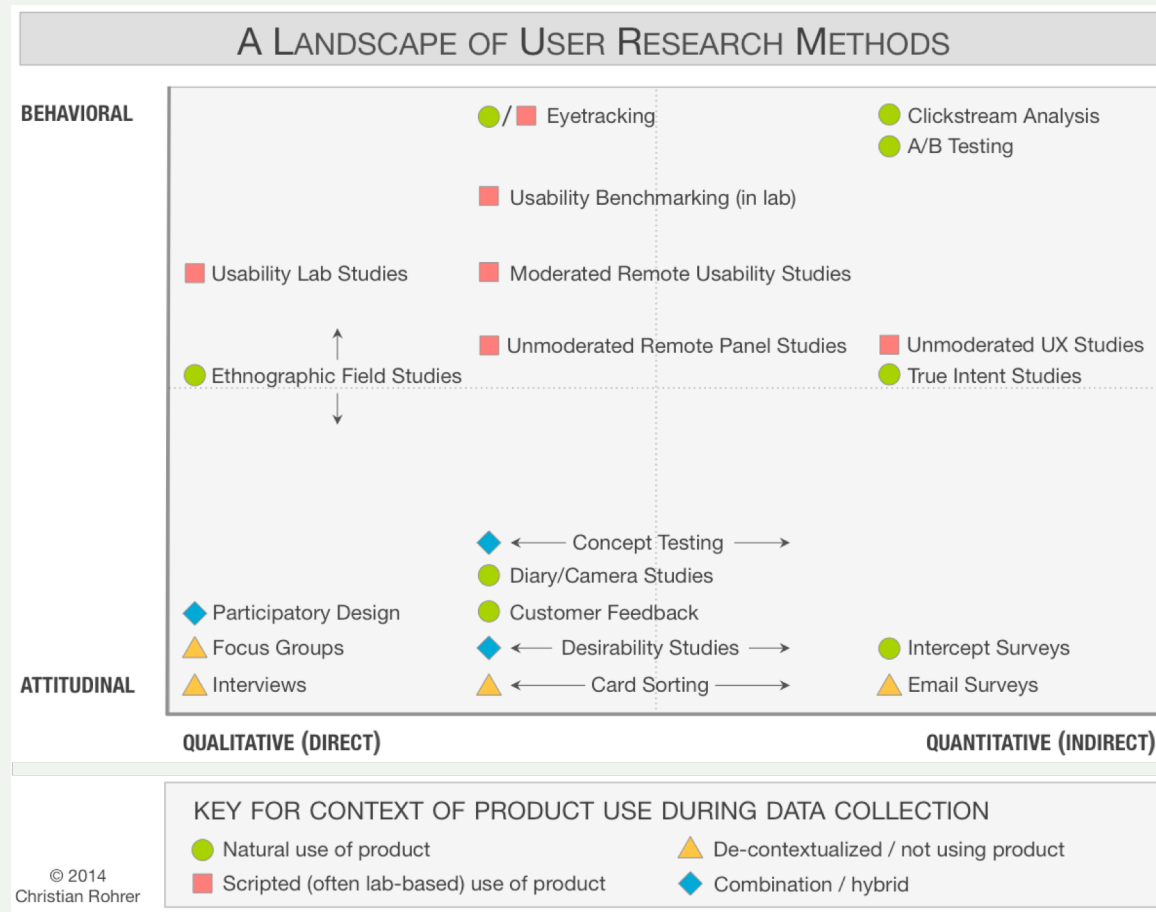 A LANDSCAPE OF USER RESEARCH METHODS
BEHAVIORAL
/ Eyetracking
Clickstream Analysis
A/B Testing
Usability Benchmarking (in lab)
Usability Lab Studies
Moderated Remote Usability Studies
Unmoderated Remote Panel Studies
Unmoderated UX Studies
Ethnographic Field Studies
True Intent Studies
Concept Testing
Diary/Camera Studies
Participatory Design
Customer Feedback
Focus Groups
Desirability Studies
Intercept Surveys
ATTITUDINAL
Interviews
Card Sorting
Email Surveys
QUALITATIVE (DIRECT)
QUANTITATIVE (INDIRECT)
KEY FOR CONTEXT OF PRODUCT USE DURING DATA COLLECTION
Natural use of product
De-contextualized / not using product
Scripted (often lab-based) use of product
Combination / hybrid
© 2014
Christian Rohrer